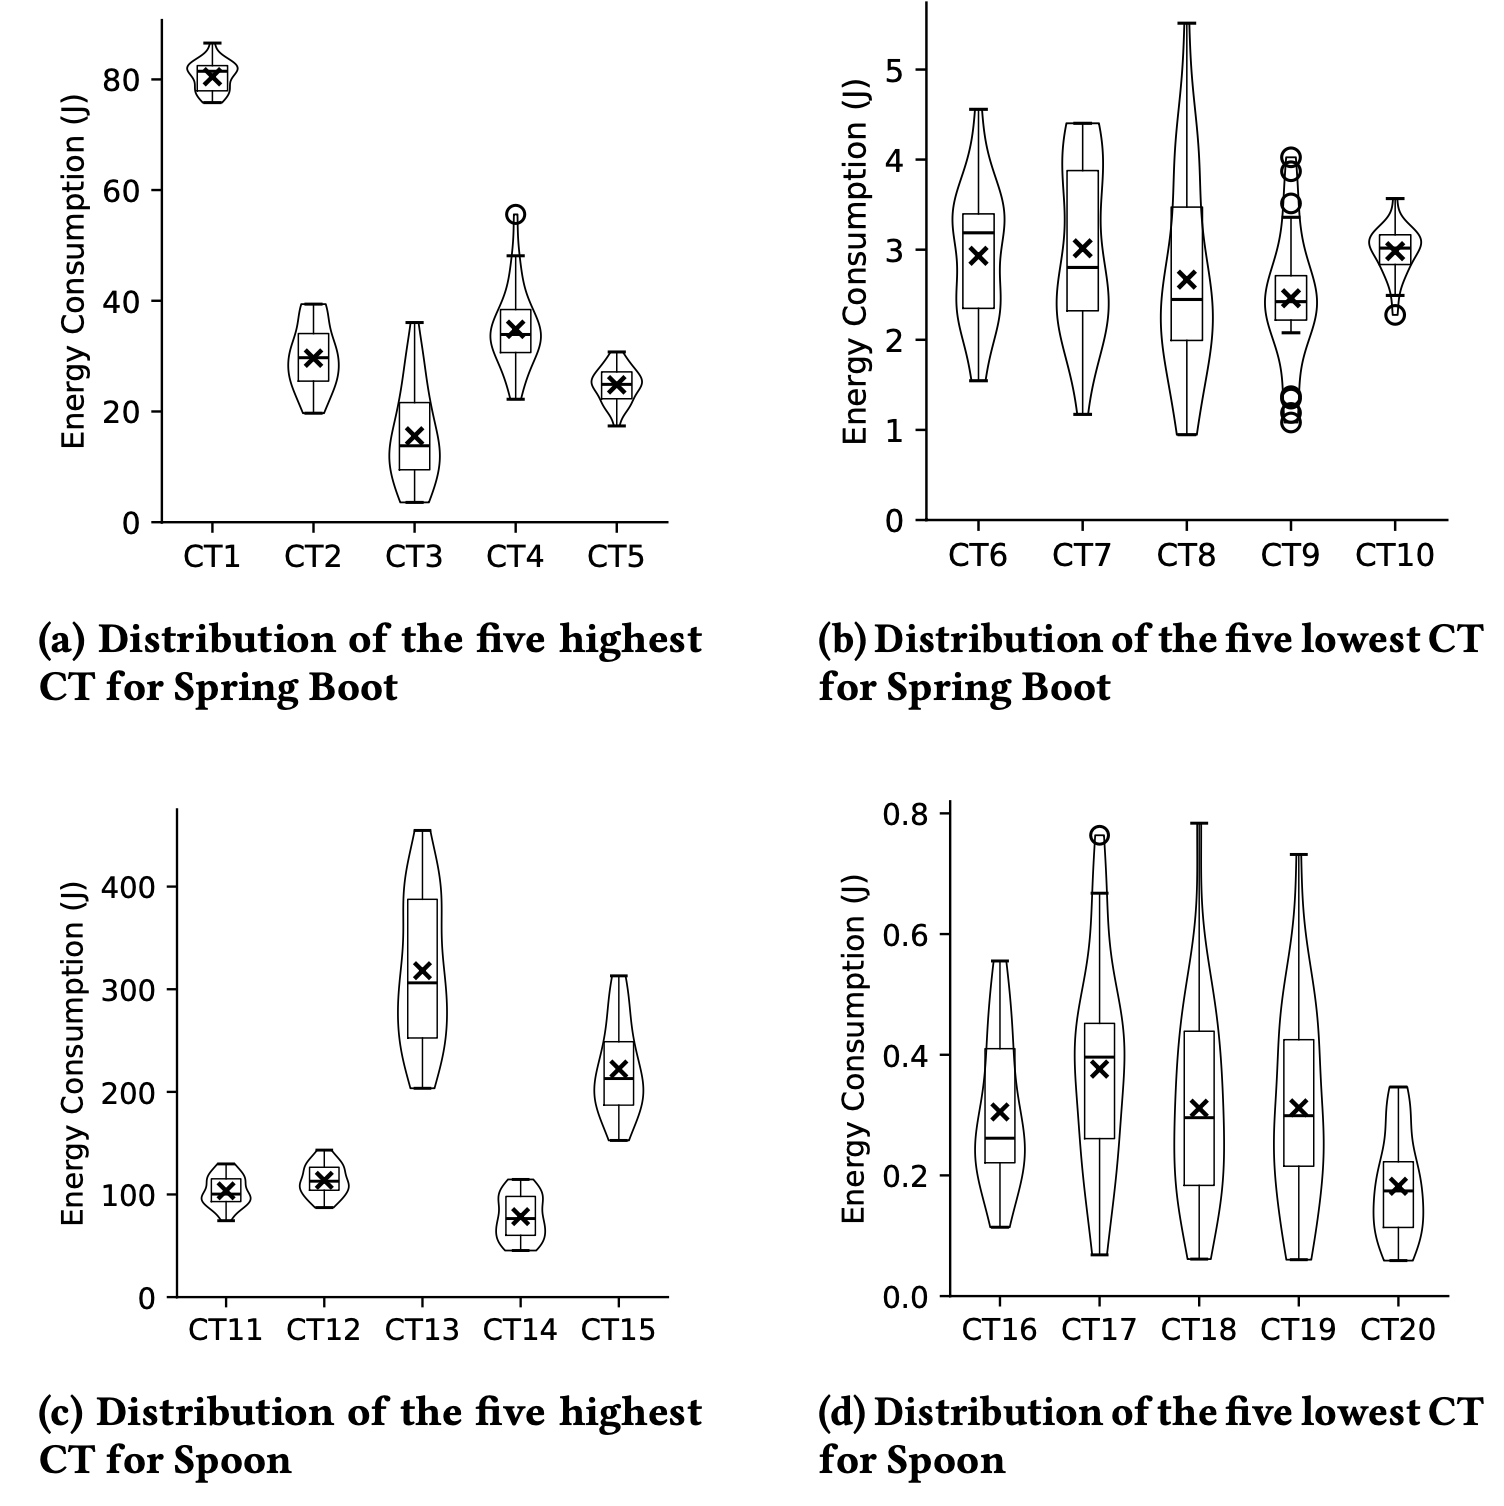 Energy Consumption (J)
80
60
40
20
0
CT1 CT2 CT3 CT4 CT5
(a) Distribution of the five highest
CT for Spring Boot
Energy Consumption (J)
5
4
3
2
1
0
CT6 CT7 CT8 CT9 CT10
(b) Distribution of the five lowest CT
for Spring Boot
Energy Consumption (J)
400
300
200
100
0
CT11 CT12 CT13 CT14 CT15
(c) Distribution of the five highest
CT for Spoon
Energy Consumption (J)
0.8
0.6
0.4
0.2
0.0
CT16 CT17 CT18 CT19 CT20
(d) Distribution of the five lowest CT
for Spoon